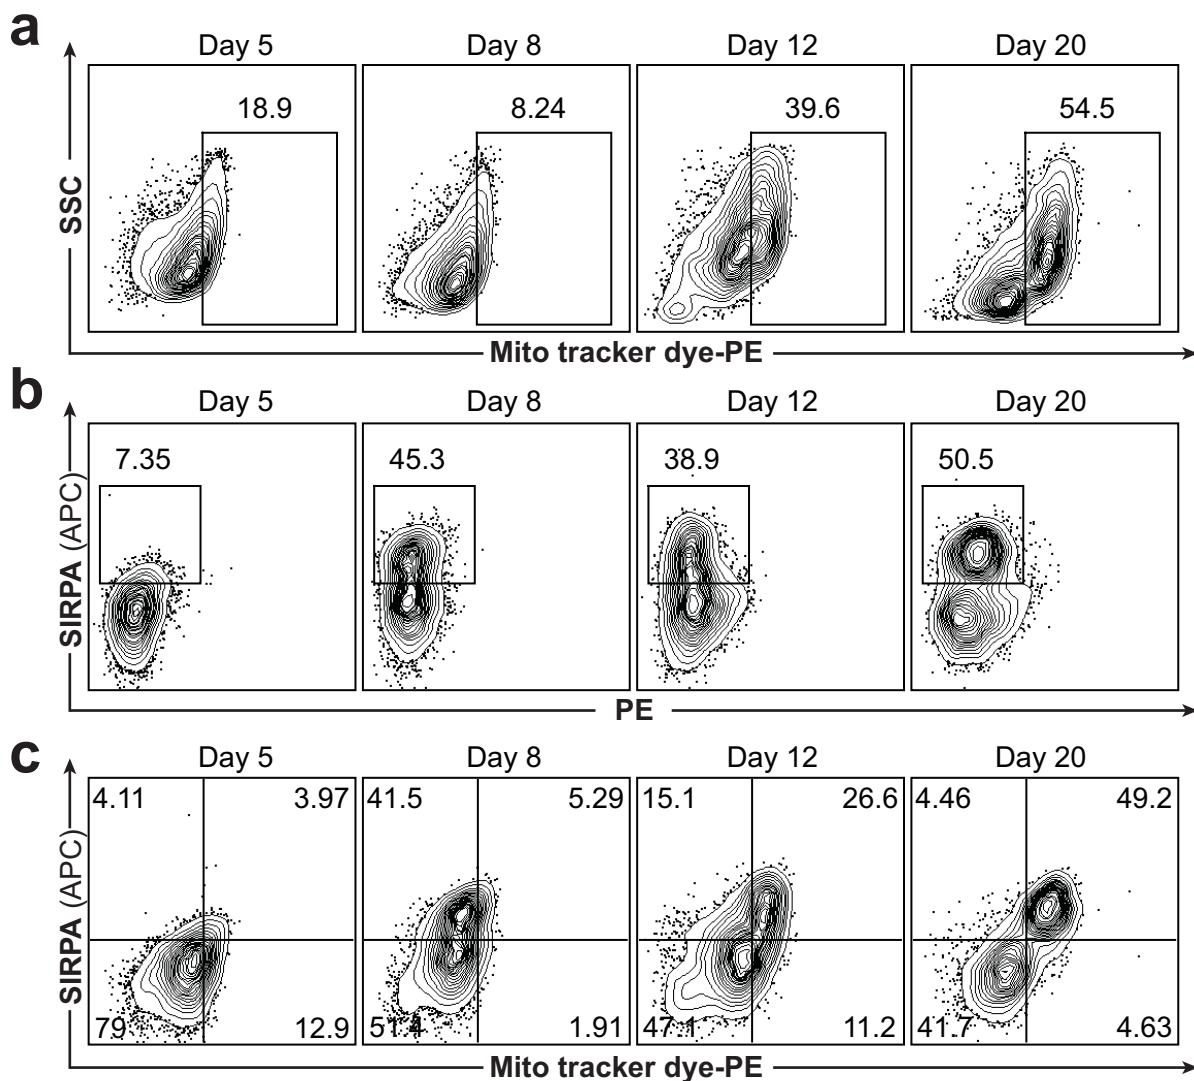 a
Day 5 Day 8 Day 12 Day 20
18.9 8.24 39.6 54.5
SSC
Mito tracker dye-PE
b
Day 5 Day 8 Day 12 Day 20
7.35 45.3 38.9 50.5
SIRPA (APC)
PE
c
Day 5 Day 8 Day 12 Day 20
4.11 3.97 41.5 5.29 15.1 26.6 4.46 49.2
SIRPA (APC)
79 12.9 51.4 1.91 47.1 11.2 41.7 4.63
Mito tracker dye-PE